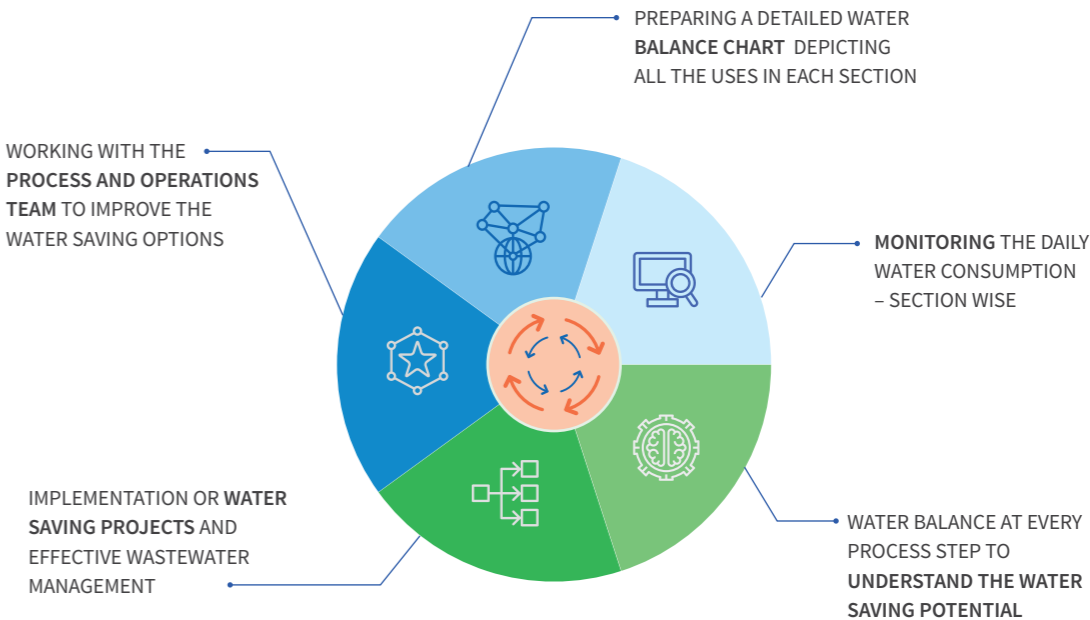 PREPARING A DETAILED WATER
BALANCE CHART DEPICTING
ALL THE USES IN EACH SECTION
WORKING WITH THE
PROCESS AND OPERATIONS
TEAM TO IMPROVE THE
WATER SAVING OPTIONS
MONITORING THE DAILY
WATER CONSUMPTION
– SECTION WISE
IMPLEMENTATION OR WATER
SAVING PROJECTS AND
EFFECTIVE WASTEWATER
MANAGEMENT
WATER BALANCE AT EVERY
PROCESS STEP TO
UNDERSTAND THE WATER
SAVING POTENTIAL